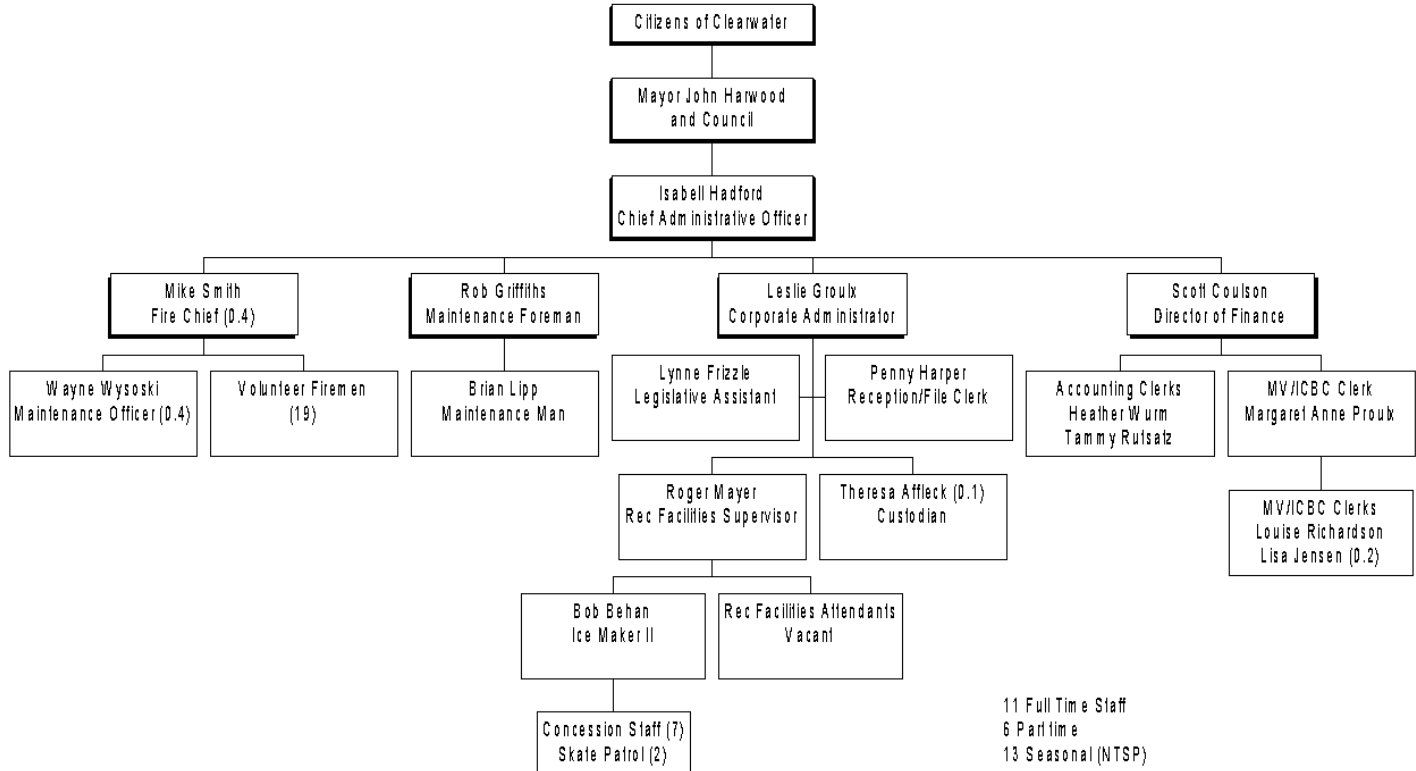 Citizens of Clearwater
Mayor John Harwood
and Council
Isabell Hadford
Chief Administrative Officer
Mike Smith
Fire Chief (0.4)
Rob Griffiths
Maintenance Foreman
Leslie Groulx
Corporate Administrator
Scott Coulson
Director of Finance
Wayne Wysoski
Maintenance Officer (0.4)
Volunteer Firemen
(19)
Brian Lipp
Maintenance Man
Lynne Frizzle
Legislative Assistant
Penny Harper
Reception/File Clerk
Accounting Clerks
Heather Wurm
Tammy Rutsatz
MV/ICBC Clerk
Margaret Anne Proulx
Roger Mayer
Rec Facilities Supervisor
Theresa Affleck (0.1)
Custodian
MV/ICBC Clerks
Louise Richardson
Lisa Jensen (0.2)
Bob Behan
Ice Maker II
Rec Facilities Attendants
Vacant
Concession Staff (7)
Skate Patrol (2)
11 Full Time Staff
6 Part time
13 Seasonal (NTSP)